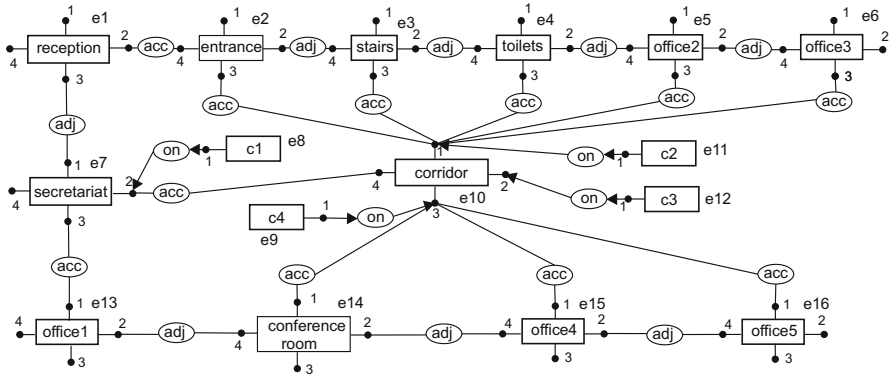 1 e1 1 e2 1 e3 1 e4 1 e5 1 e6
reception 2 acc 4 entrance 2 adj 4 stairs 2 adj 4 toilets 2 adj 4 office2 2 adj 4 office3 2
4 3 3 3 3 3 3
acc acc acc acc acc
adj
1 e7 on 1 c1 e8 1 on 1 c2 e11
secretariat 2 acc 4 corridor 2
4 3 e10 on 1 c3 e12
c4 1 on 3
e9
acc acc acc acc
1 e13 1 e14 1 e15 1 e16
4 office1 2 adj 4 conference room 2 adj 4 office4 2 adj 4 office5 2
3 3 3 3